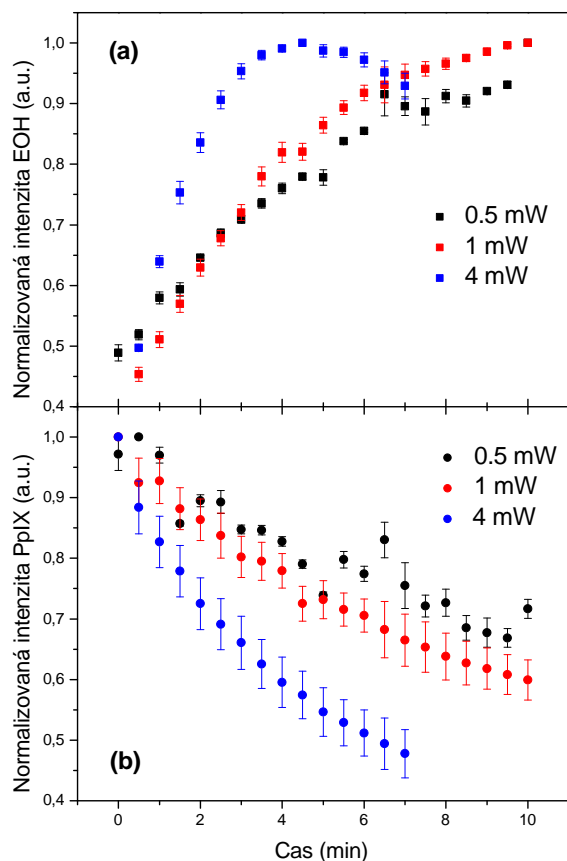 (a)
Normalizovaná intenzita EOH (a.u.)
1,0
0,9
0,8
0,7
0,6
0,5
0,4
0.5 mW
1 mW
4 mW
(b)
Normalizovaná intenzita PpIX (a.u.)
1,0
0,9
0,8
0,7
0,6
0,5
0,4
0.5 mW
1 mW
4 mW
0 2 4 6 8 10
Cas (min)